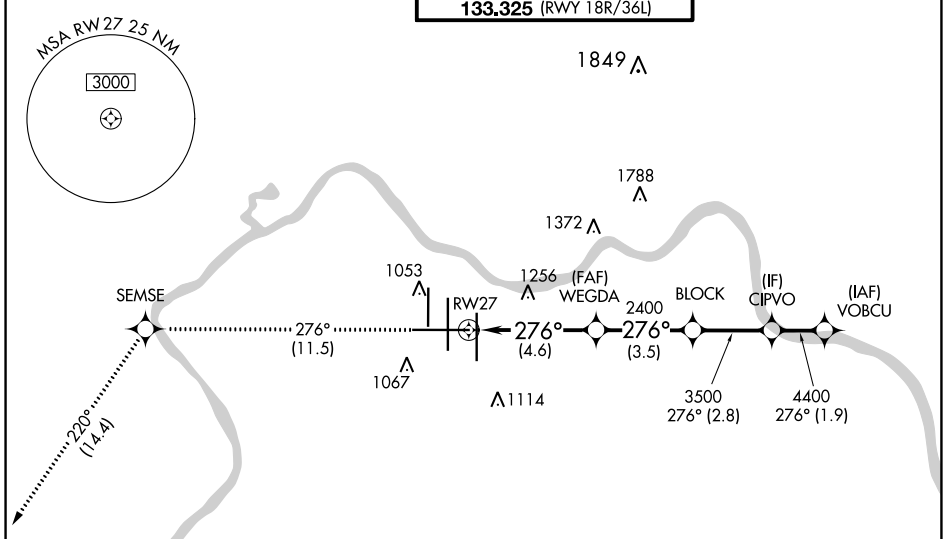 133.325 (RWY 18R/36L)
MSA RW27 25 NM
3000
1849
1788
1372
1256
(FAF)
WEGDA
1053
RW27
SEMSE
2400
BLOCK
(IF)
CIPVO
(IAF)
VOBCU
276°
(11.5)
276°
(4.6)
276°
(3.5)
1067
1114
3500
276° (2.8)
4400
276° (1.9)
220°
(14.4)